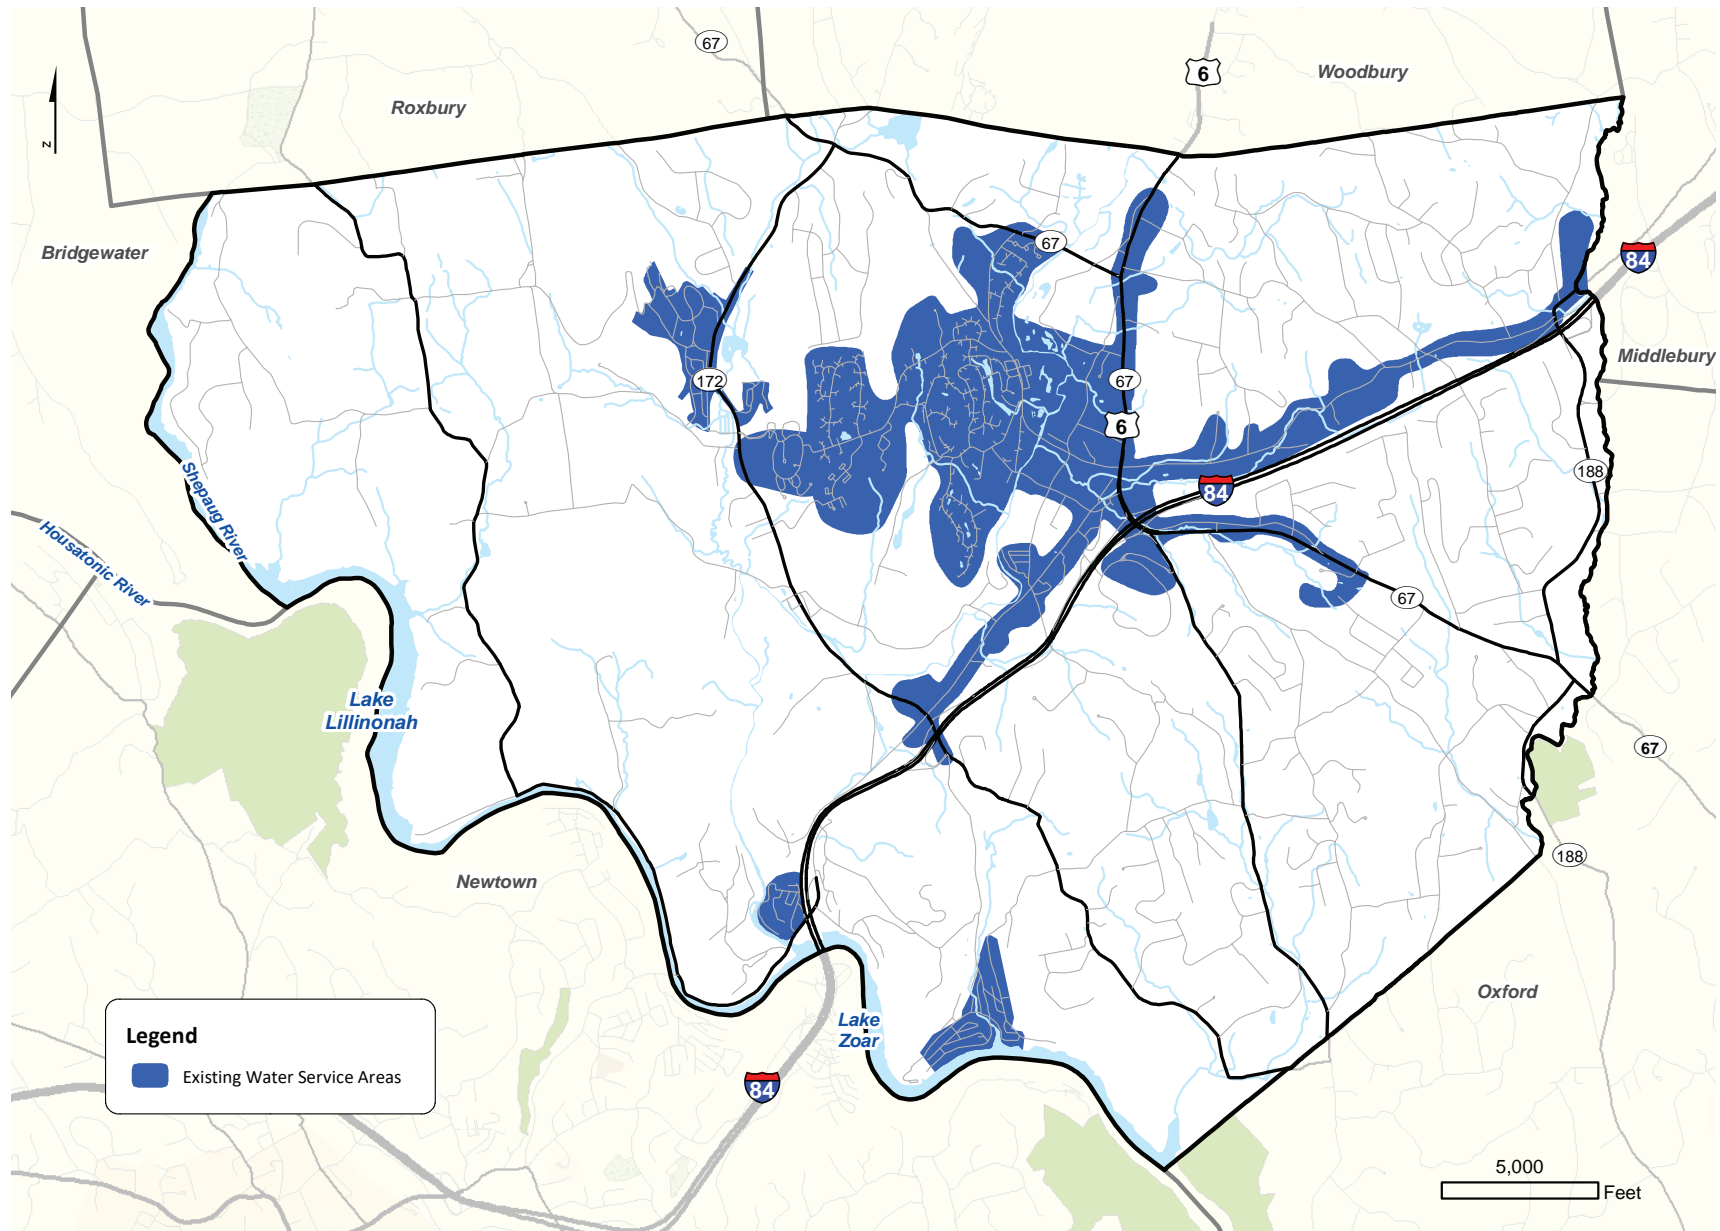 67
6
Woodbury
Roxbury
N
67
84
Bridgewater
Middlebury
172
67
6
188
84
Shepaug River
Housatonic River
67
Lake
Lillinonah
67
188
Newtown
Oxford
Lake
Zoar
Legend
Existing Water Service Areas
84
5,000
Feet